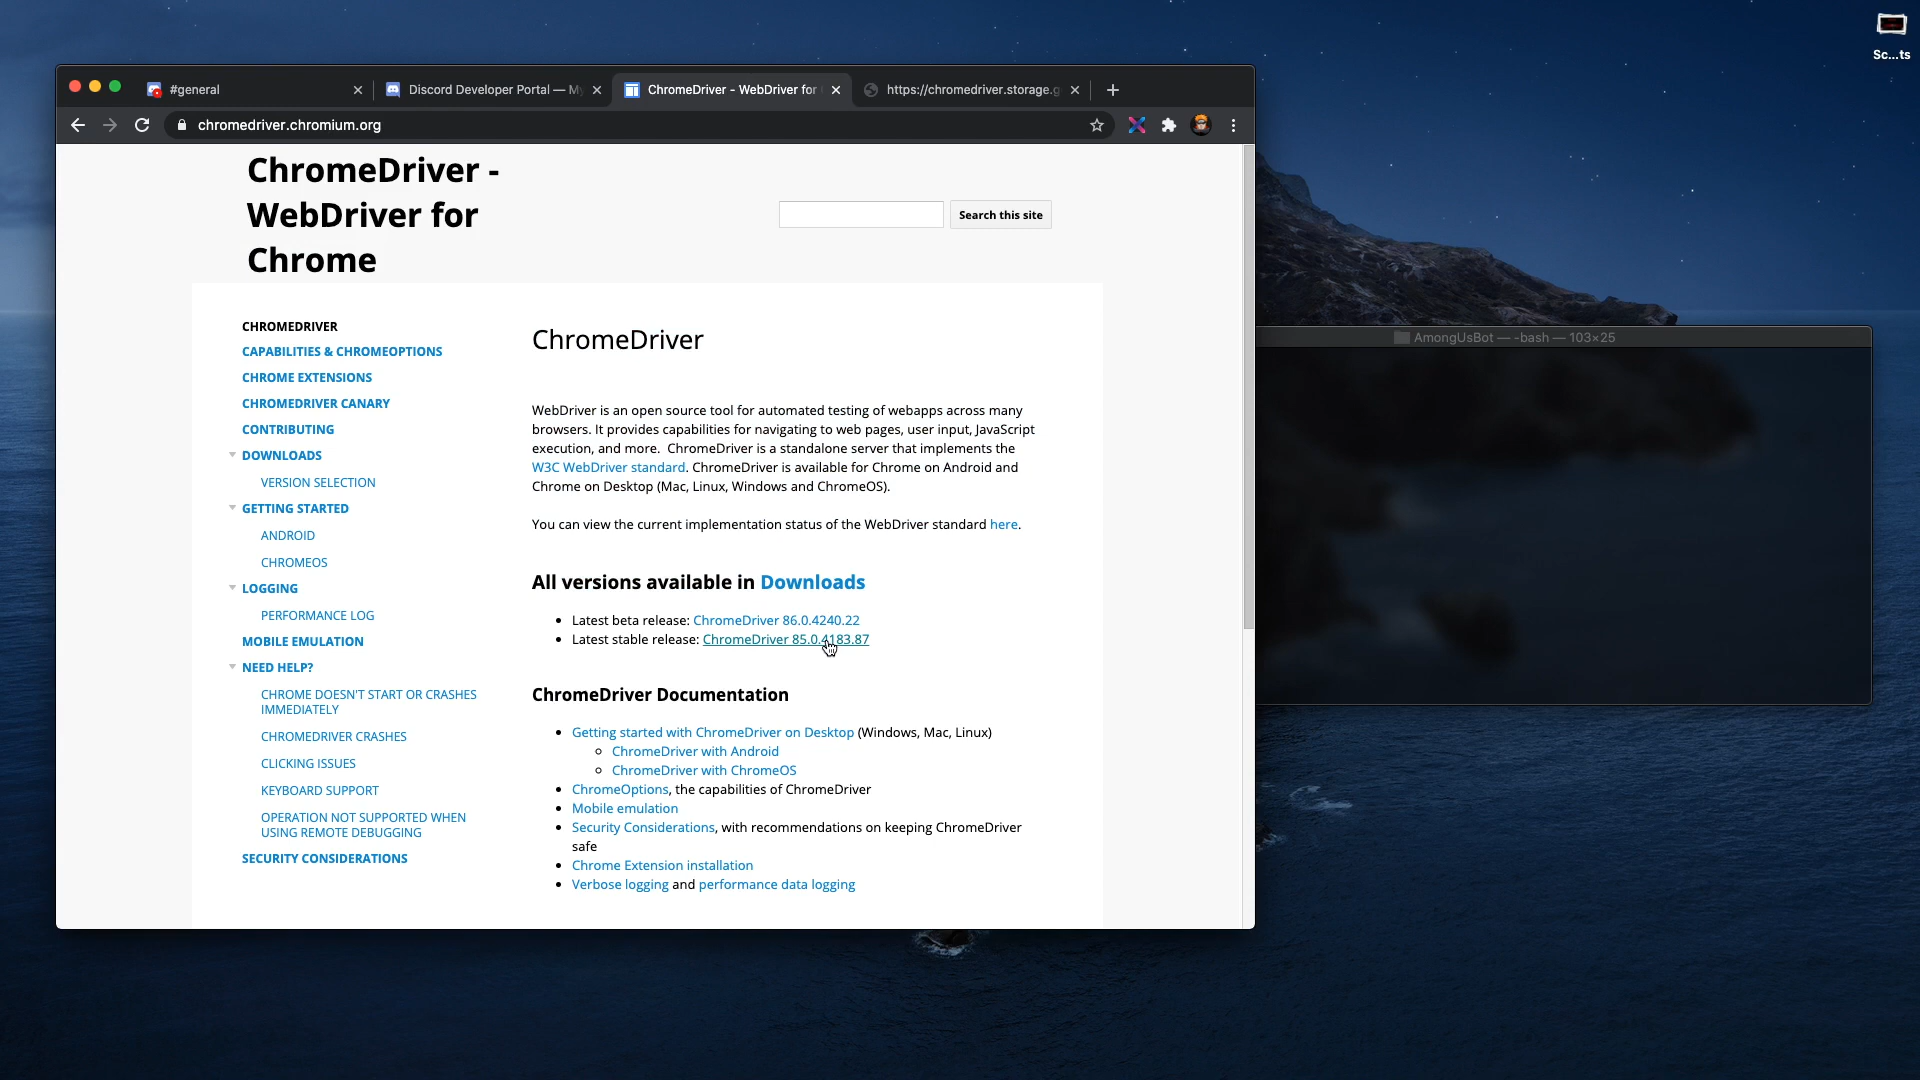 Sc...ts
#general
Discord Developer Portal — My
ChromeDriver - WebDriver for
https://chromedriver.storage.g
chromedriver.chromium.org
ChromeDriver -
WebDriver for
Chrome
Search this site
AmongUsBot — -bash — 103×25
CHROMEDRIVER
CAPABILITIES & CHROMEOPTIONS
CHROME EXTENSIONS
CHROMEDRIVER CANARY
CONTRIBUTING
DOWNLOADS
VERSION SELECTION
GETTING STARTED
ANDROID
CHROMEOS
LOGGING
PERFORMANCE LOG
MOBILE EMULATION
NEED HELP?
CHROME DOESN'T START OR CRASHES
IMMEDIATELY
CHROMEDRIVER CRASHES
CLICKING ISSUES
KEYBOARD SUPPORT
OPERATION NOT SUPPORTED WHEN
USING REMOTE DEBUGGING
SECURITY CONSIDERATIONS
ChromeDriver
WebDriver is an open source tool for automated testing of webapps across many
browsers. It provides capabilities for navigating to web pages, user input, JavaScript
execution, and more. ChromeDriver is a standalone server that implements the
W3C WebDriver standard. ChromeDriver is available for Chrome on Android and
Chrome on Desktop (Mac, Linux, Windows and ChromeOS).
You can view the current implementation status of the WebDriver standard here.
All versions available in Downloads
Latest beta release: ChromeDriver 86.0.4240.22
Latest stable release: ChromeDriver 85.0.4183.87
ChromeDriver Documentation
Getting started with ChromeDriver on Desktop (Windows, Mac, Linux)
ChromeDriver with Android
ChromeDriver with ChromeOS
ChromeOptions, the capabilities of ChromeDriver
Mobile emulation
Security Considerations, with recommendations on keeping ChromeDriver
safe
Chrome Extension installation
Verbose logging and performance data logging